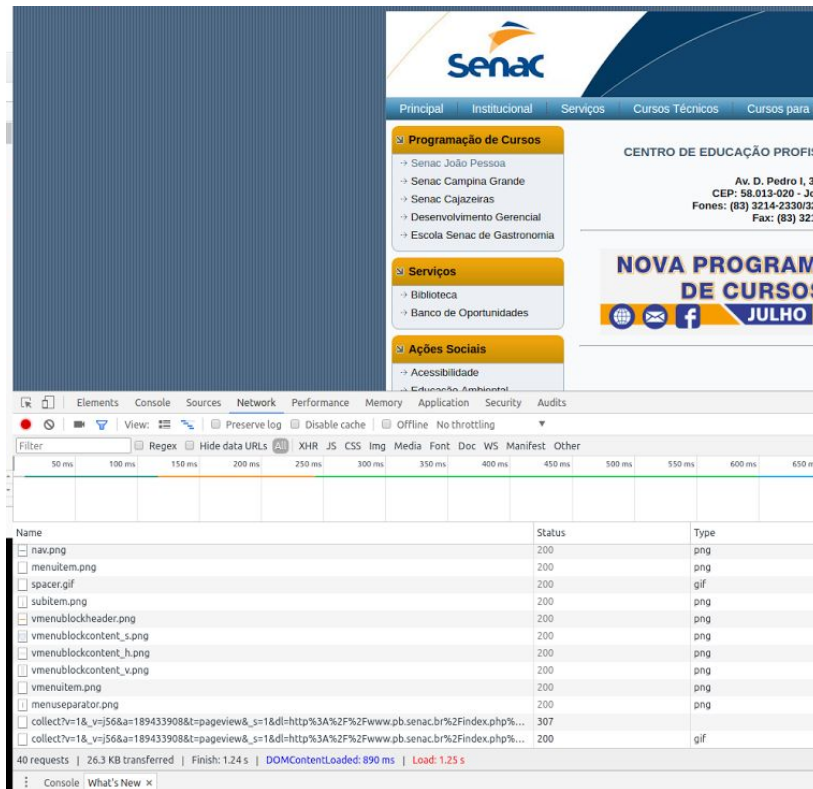 Senac
Principal Institucional Serviços Cursos Técnicos Cursos para
Programação de Cursos
Senac João Pessoa
Senac Campina Grande
Senac Cajazeiras
Desenvolvimento Gerencial
Escola Senac de Gastronomia
Serviços
Biblioteca
Banco de Oportunidades
Ações Sociais
Acessibilidade
Educação Ambiental
CENTRO DE EDUCAÇÃO PROFIS
Av. D. Pedro I, 3
CEP: 58.013-020 - Jo
Fones: (83) 3214-2330/32
Fax: (83) 321
NOVA PROGRAM
DE CURSOS
JULHO
Elements Console Sources Network Performance Memory Application Security Audits
View: Preserve log Disable cache Offline No throttling
Filter Regex Hide data URLs All XHR JS CSS Img Media Font Doc WS Manifest Other
50 ms 100 ms 150 ms 200 ms 250 ms 300 ms 350 ms 400 ms 450 ms 500 ms 550 ms 600 ms 650 m
Name Status Type
nav.png 200 png
menuitem.png 200 png
spacer.gif 200 gif
subitem.png 200 png
vmenublockheader.png 200 png
vmenublockcontent_s.png 200 png
vmenublockcontent_h.png 200 png
vmenublockcontent_v.png 200 png
vmenuitem.png 200 png
menuseparator.png 200 png
collect?v=1&_v=j56&a=189433908&t=pageview&_s=1&dl=http%3A%2F%2Fwww.pb.senac.br%2Findex.php%... 307
collect?v=1&_v=j56&a=189433908&t=pageview&_s=1&dl=http%3A%2F%2Fwww.pb.senac.br%2Findex.php%... 200 gif
40 requests | 26.3 KB transferred | Finish: 1.24 s | DOMContentLoaded: 890 ms | Load: 1.25 s
Console What's New ×